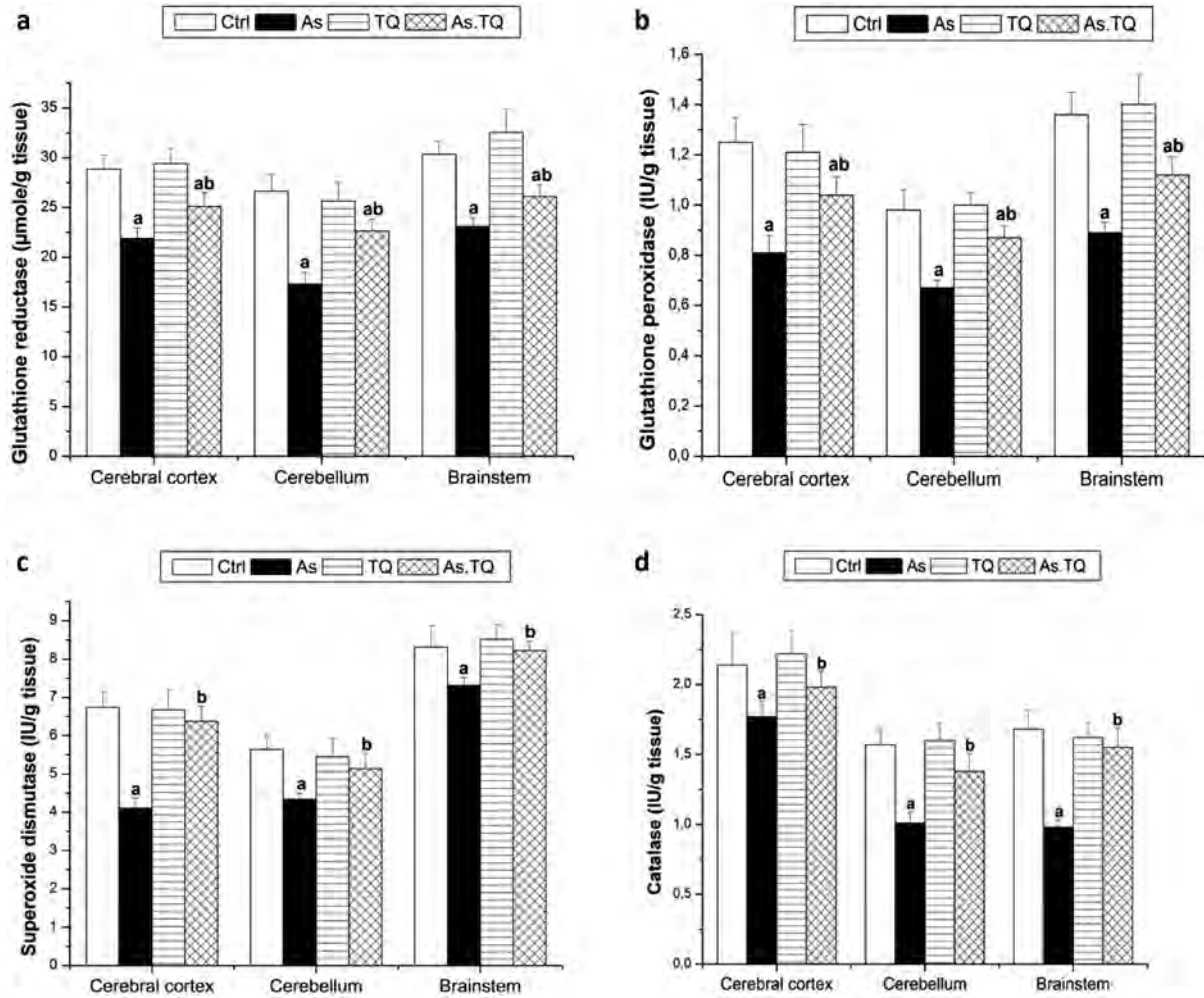 a
Ctrl As TQ As.TQ
Glutathione reductase (µmole/g tissue)
35
30
25
20
15
10
5
0
a
ab
a
ab
a
ab
Cerebral cortex Cerebellum Brainstem
b
Ctrl As TQ As.TQ
Glutathione peroxidase (IU/g tissue)
1,6
1,4
1,2
1,0
0,8
0,6
0,4
0,2
0,0
a
ab
a
ab
a
ab
Cerebral cortex Cerebellum Brainstem
c
Ctrl As TQ As.TQ
Superoxide dismutase (IU/g tissue)
9
8
7
6
5
4
3
2
1
0
a
b
a
b
a
b
Cerebral cortex Cerebellum Brainstem
d
Ctrl As TQ As.TQ
Catalase (IU/g tissue)
2,5
2,0
1,5
1,0
0,5
0,0
a
b
a
b
a
b
Cerebral cortex Cerebellum Brainstem